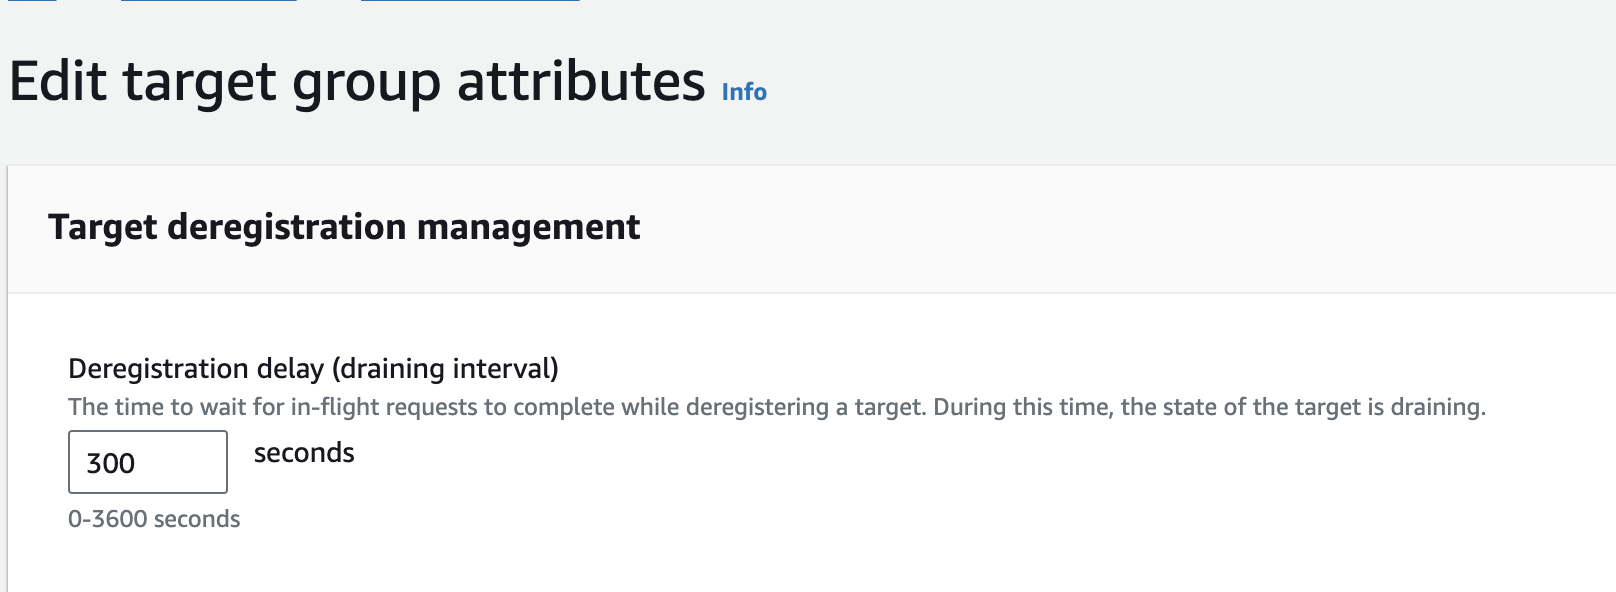 Edit target group attributes Info
Target deregistration management
Deregistration delay (draining interval)
The time to wait for in-flight requests to complete while deregistering a target. During this time, the state of the target is draining.
300 seconds
0-3600 seconds